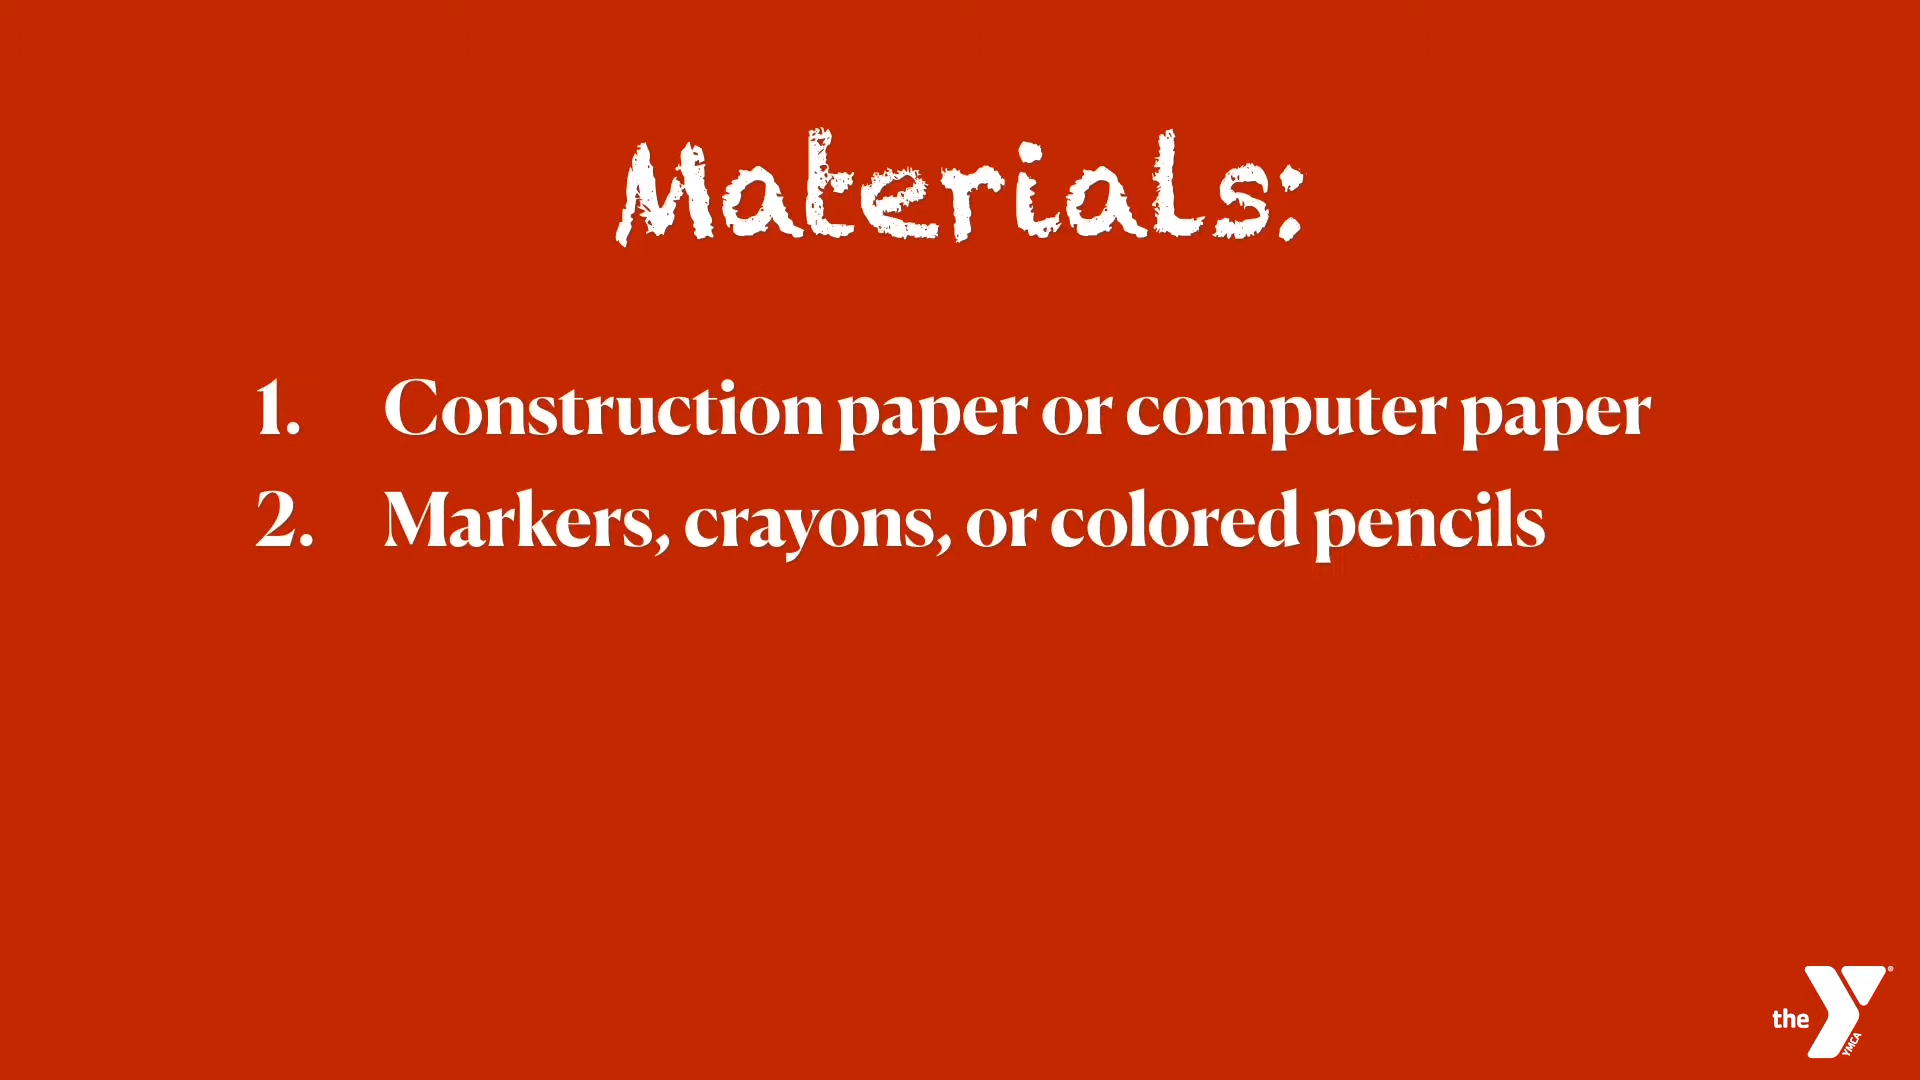 Materials:
1. Construction paper or computer paper
2. Markers, crayons, or colored pencils
the
YMCA